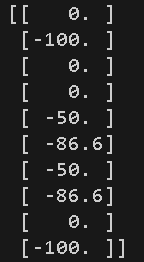 [[   0. ]
 [-100. ]
 [   0. ]
 [   0. ]
 [ -50. ]
 [ -86.6]
 [ -50. ]
 [ -86.6]
 [   0. ]
 [-100. ]]